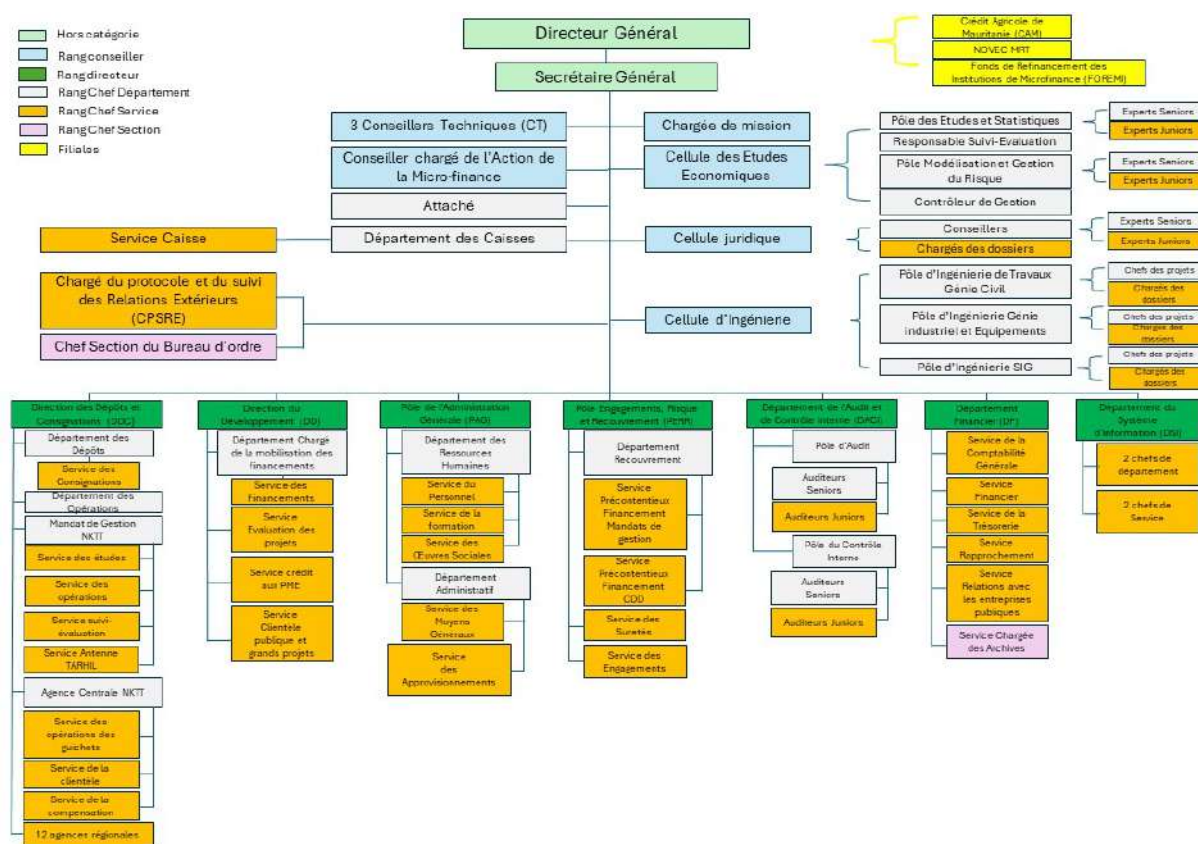 Hors catégorie
Rang conseiller
Rang directeur
Rang Chef Département
Rang Chef Service
Rang Chef Section
Filiales
Directeur Général
Secrétaire Général
Crédit Agricole de
Mauritanie (CAM)
NOVEC MRT
Fonds de Refinancement des
Institutions de Microfinance (FOREMI)
3 Conseillers Techniques (CT)
Conseiller chargé de l'Action de
la Micro-finance
Attaché
Département des Caisses
Service Caisse
Chargé du protocole et du suivi
des Relations Extérieurs
(CPSRE)
Chef Section du Bureau d'ordre
Chargée de mission
Cellule des Etudes
Economiques
Cellule juridique
Cellule d'Ingénierie
Pôle des Etudes et Statistiques
Responsable Suivi-Evaluation
Pôle Modélisation et Gestion
du Risque
Contrôleur de Gestion
Conseillers
Chargés des dossiers
Pôle d'Ingénierie de Travaux
Génie Civil
Pôle d'Ingénierie Génie
industriel et Equipements
Pôle d'Ingénierie SIG
Experts Seniors
Experts Juniors
Experts Seniors
Experts Juniors
Experts Seniors
Experts Juniors
Chefs des projets
Chargés des
dossiers
Chefs des projets
Chargés des
dossiers
Chefs des projets
Chargés des
dossiers
Direction des Dépôts et
Consignations (DDC)
Département des
Dépôts
Service des
Consignations
Département des
Opérations
Mandat de Gestion
NKTT
Service des études
Service des
opérations
Service suivi-
évaluation
Service Antenne
TARHIL
Agence Centrale NKTT
Service des
opérations des
guichets
Service de la
clientèle
Service de la
compensation
12 agences régionales
Direction du
Développement (DD)
Département Chargé
de la mobilisation des
financements
Service des
Financements
Service
Evaluation des
projets
Service crédit
aux PME
Service
Clientèle
publique et
grands projets
Pôle de l'Administration
Générale (PAG)
Département des
Ressources
Humaines
Service du
Personnel
Service de la
formation
Service des
Œuvres Sociales
Département
Administratif
Service des
Moyens
Généraux
Service
des
Approvisionnements
Pôle Engagements, Risque
et Recouvrement (PERR)
Département
Recouvrement
Service
Précontentieux
Financement
Mandats de
gestion
Service
Précontentieux
Financement
CDD
Service des
Suretés
Service des
Engagements
Département de l'Audit et
de Contrôle Interne (DACI)
Pôle d'Audit
Auditeurs
Seniors
Auditeurs Juniors
Pôle du Contrôle
Interne
Auditeurs
Seniors
Auditeurs Juniors
Département
Financier (DF)
Service de la
Comptabilité
Générale
Service
Financier
Service de la
Trésorerie
Service
Rapprochement
Service
Relations avec
les entreprises
publiques
Service Chargée
des Archives
Département du
Système
d'Information (DSI)
2 chefs de
département
2 chefs de
Service